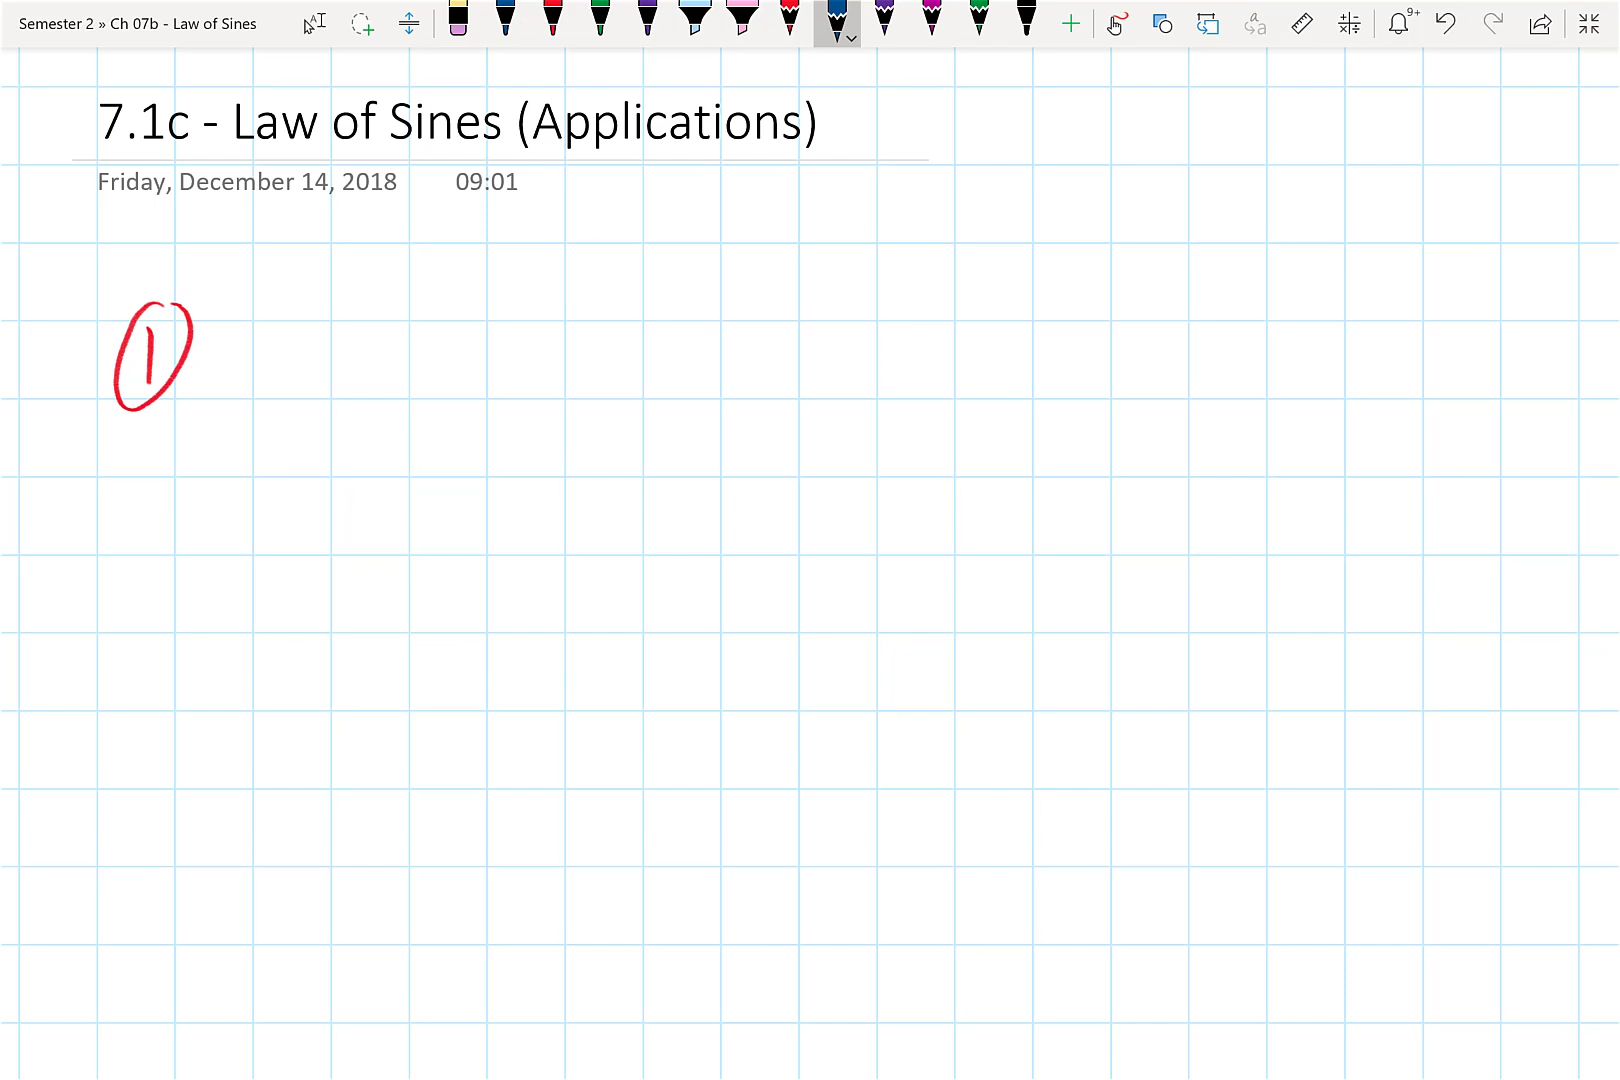 Semester 2 » Ch 07b - Law of Sines
9+
7.1c - Law of Sines (Applications)
Friday, December 14, 2018 09:01
1